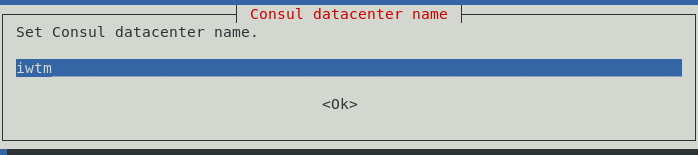 Consul datacenter name
Set Consul datacenter name.
iwtm
<Ok>